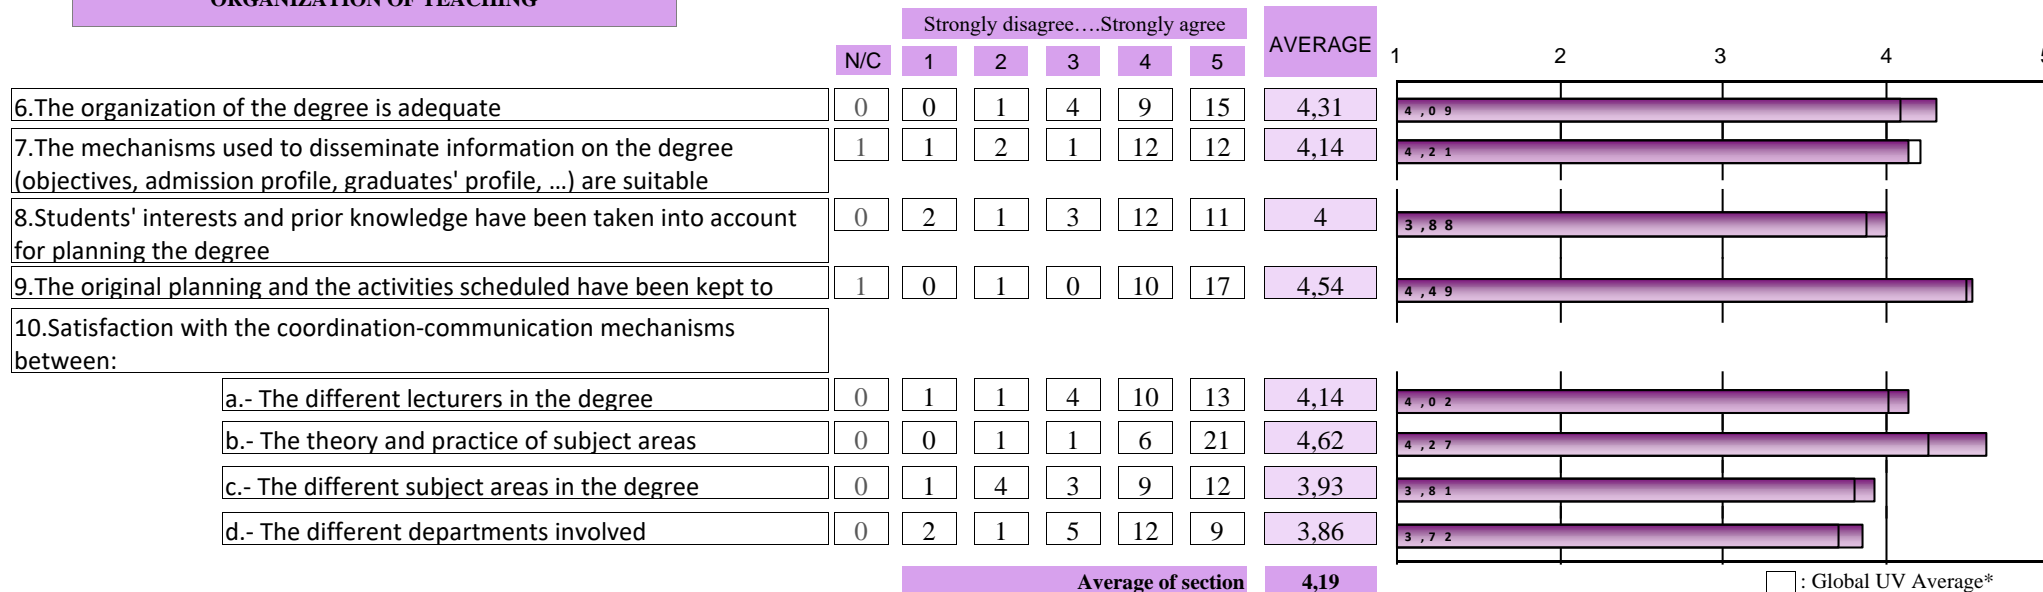 ORGANIZATION OF TEACHING
Strongly disagree....Strongly agree
AVERAGE
N/C 1 2 3 4 5
1 2 3 4 5
6.The organization of the degree is adequate 0 0 1 4 9 15 4,31 4,09
7.The mechanisms used to disseminate information on the degree 1 1 2 1 12 12 4,14 4,21
(objectives, admission profile, graduates' profile, ...) are suitable
8.Students' interests and prior knowledge have been taken into account 0 2 1 3 12 11 4 3,88
for planning the degree
9.The original planning and the activities scheduled have been kept to 1 0 1 0 10 17 4,54 4,49
10.Satisfaction with the coordination-communication mechanisms
between:
a.- The different lecturers in the degree 0 1 1 4 10 13 4,14 4,02
b.- The theory and practice of subject areas 0 0 1 1 6 21 4,62 4,27
c.- The different subject areas in the degree 0 1 4 3 9 12 3,93 3,81
d.- The different departments involved 0 2 1 5 12 9 3,86 3,72
Average of section 4,19
: Global UV Average*